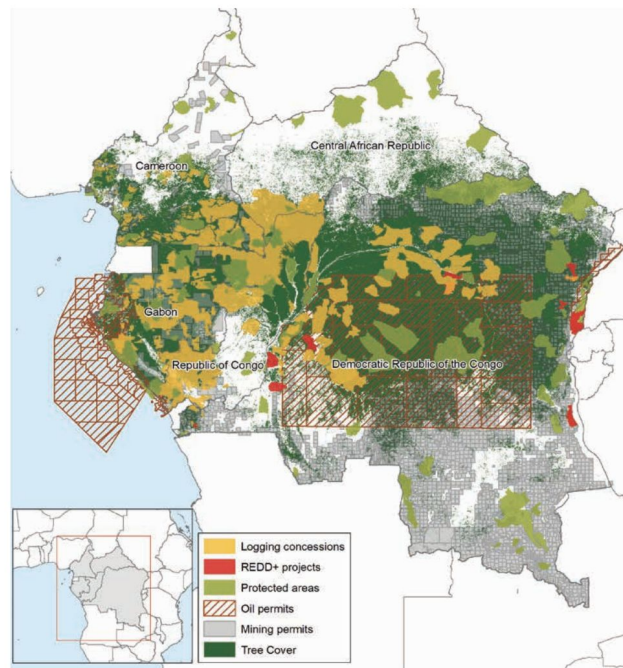 Central African Republic
Cameroon
Gabon
Republic of Congo
Democratic Republic of the Congo
Logging concessions
REDD+ projects
Protected areas
Oil permits
Mining permits
Tree Cover